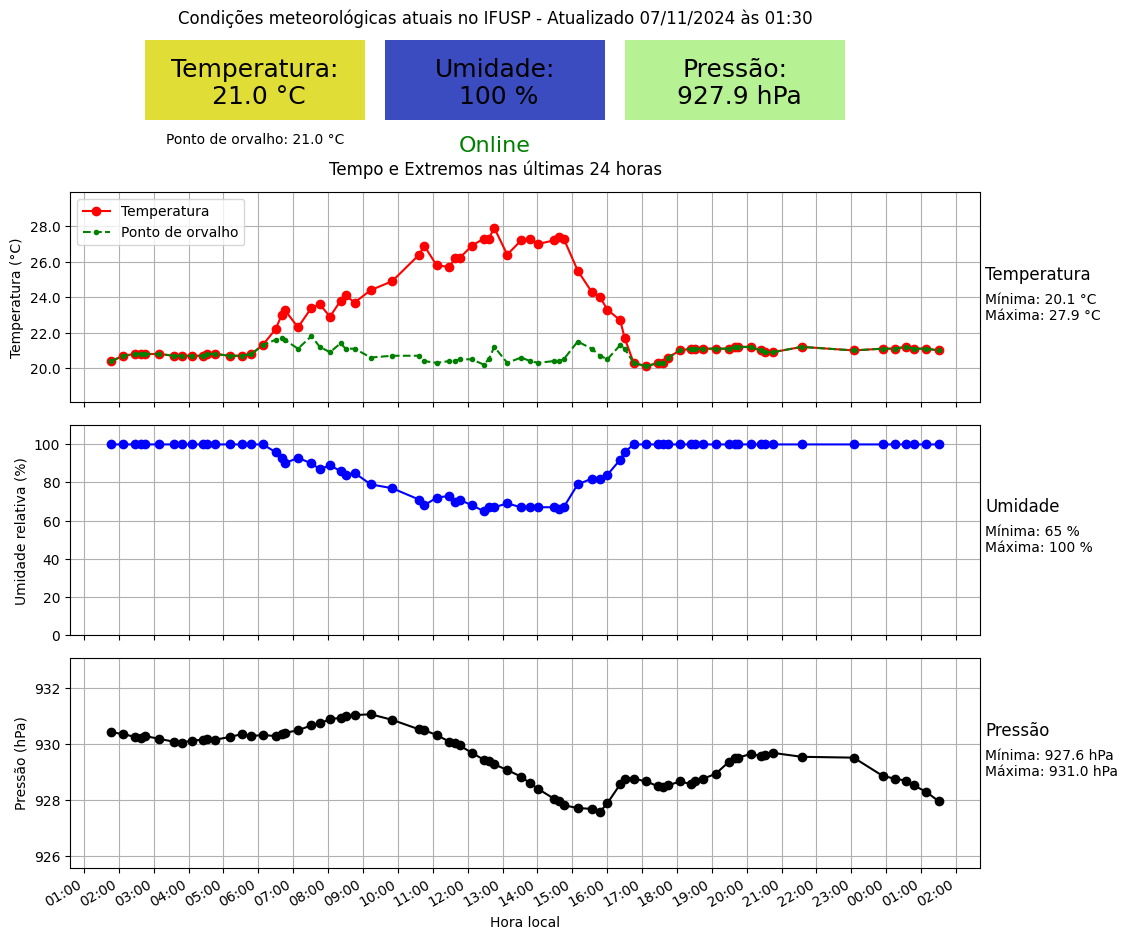 Condições meteorológicas atuais no IFUSP - Atualizado 07/11/2024 às 01:30
Temperatura:
21.0 °C
Umidade:
100 %
Pressão:
927.9 hPa
Ponto de orvalho: 21.0 °C
Online
Tempo e Extremos nas últimas 24 horas
Temperatura (°C)
28.0
26.0
24.0
22.0
20.0
Temperatura
Ponto de orvalho
Temperatura
Mínima: 20.1 °C
Máxima: 27.9 °C
Umidade relativa (%)
100
80
60
40
20
0
Umidade
Mínima: 65 %
Máxima: 100 %
Pressão (hPa)
932
930
928
926
Pressão
Mínima: 927.6 hPa
Máxima: 931.0 hPa
01:00 02:00 03:00 04:00 05:00 06:00 07:00 08:00 09:00 10:00 11:00 12:00 13:00 14:00 15:00 16:00 17:00 18:00 19:00 20:00 21:00 22:00 23:00 00:00 01:00 02:00
Hora local